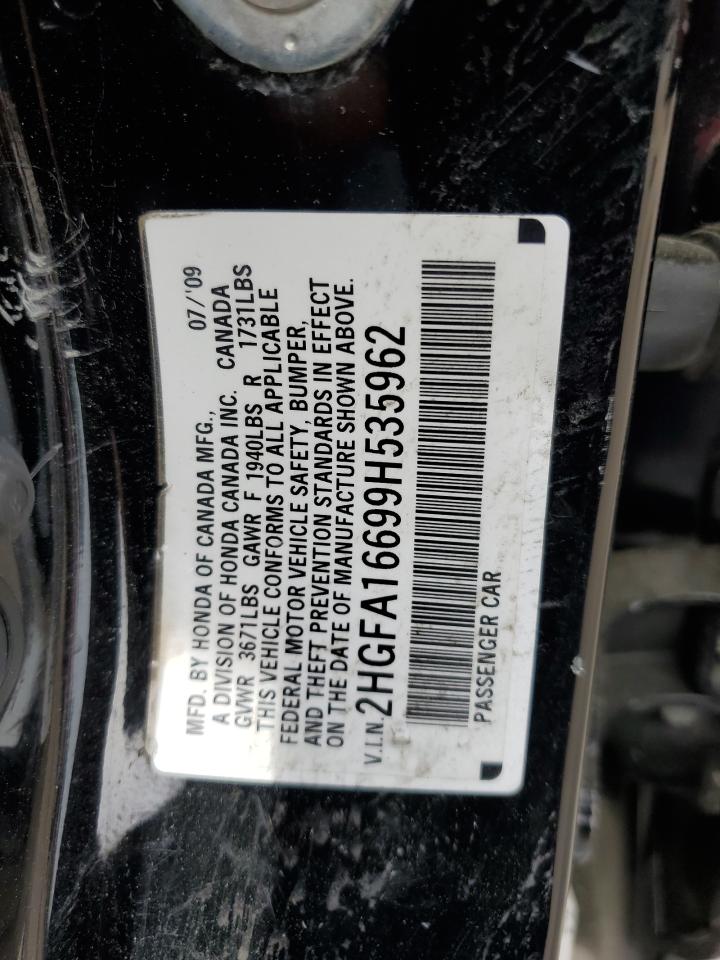 MFD. BY HONDA OF CANADA MFG., 07/'09
A DIVISION OF HONDA CANADA INC. CANADA
GVWR 3671LBS GAWR F 1940LBS R 1731LBS
THIS VEHICLE CONFORMS TO ALL APPLICABLE
FEDERAL MOTOR VEHICLE SAFETY, BUMPER,
AND THEFT PREVENTION STANDARDS IN EFFECT
ON THE DATE OF MANUFACTURE SHOWN ABOVE.
V.I.N. 2HGFA16699H535962
PASSENGER CAR